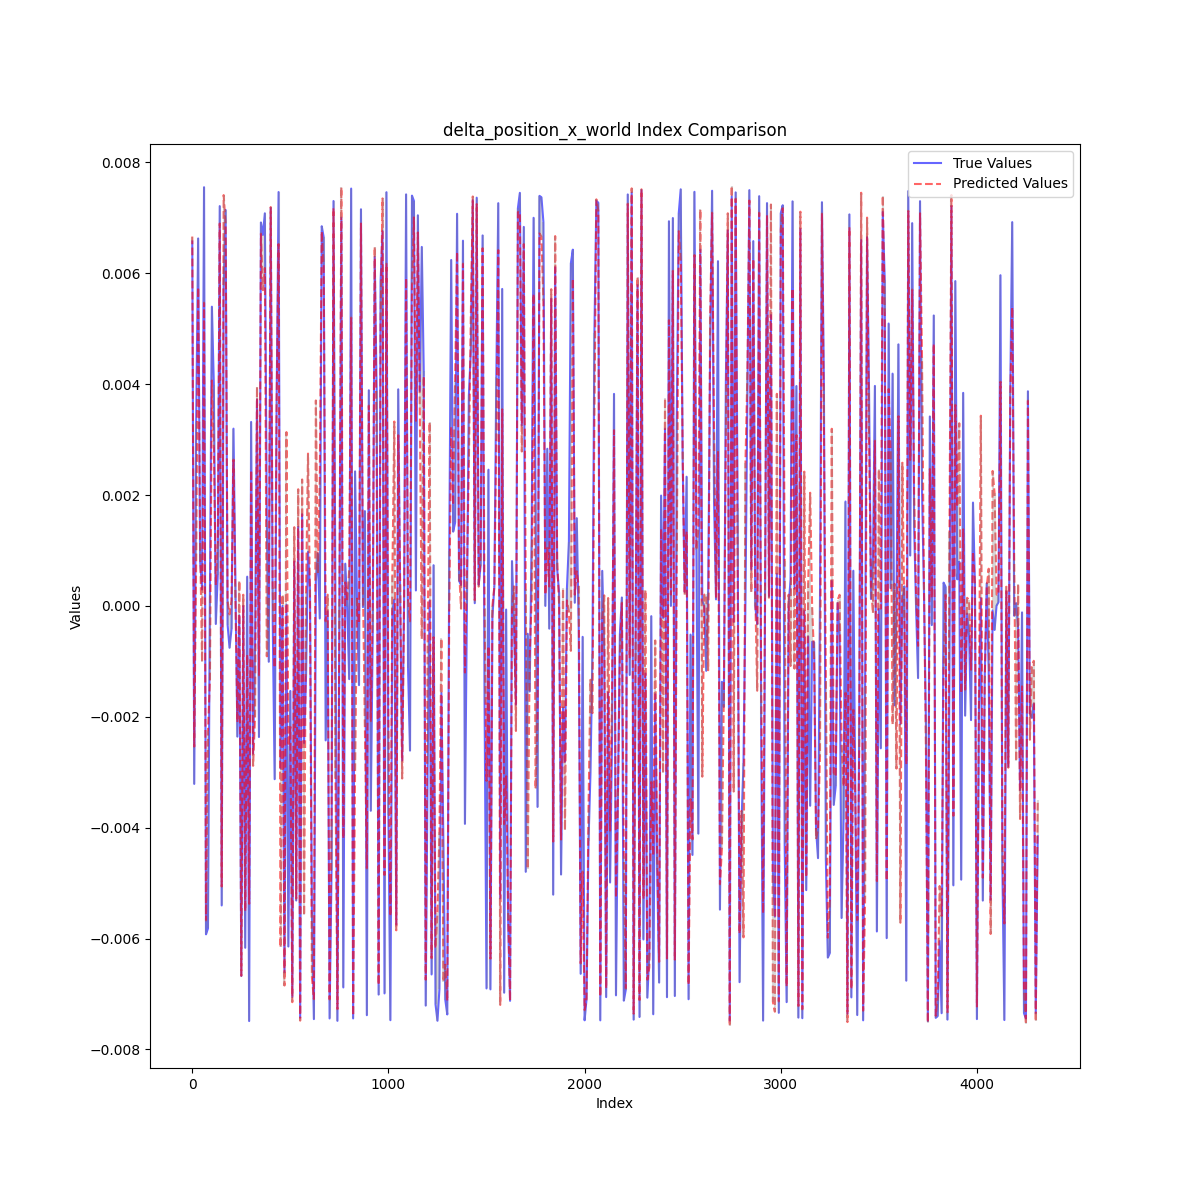 delta_position_x_world Index Comparison
True Values
Predicted Values
0.008
0.006
0.004
0.002
0.000
−0.002
−0.004
−0.006
−0.008
Values
0 1000 2000 3000 4000
Index